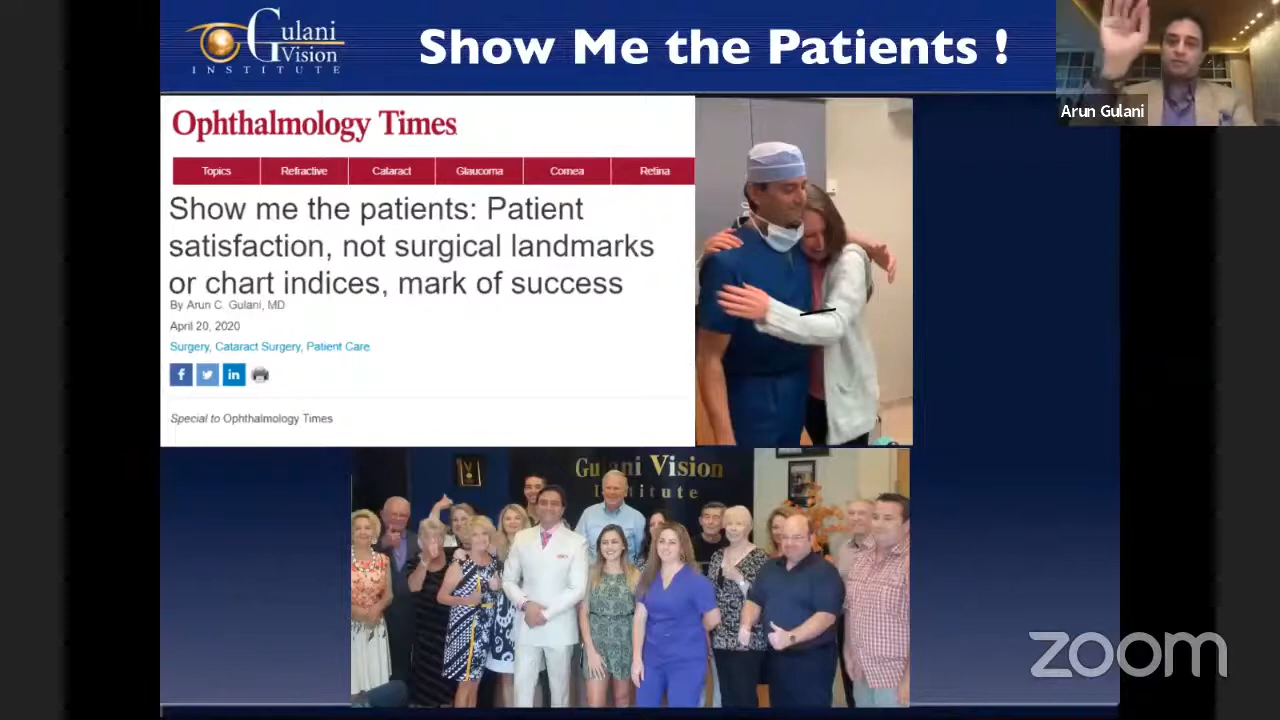 Gulani
Vision
INSTITUTE
Show Me the Patients !
Arun Gulani
Ophthalmology Times
Topics
Refractive
Cataract
Glaucoma
Cornea
Retina
Show me the patients: Patient
satisfaction, not surgical landmarks
or chart indices, mark of success
By Arun C. Gulani, MD
April 20, 2020
Surgery, Cataract Surgery, Patient Care
f
in
Special to Ophthalmology Times
Gulani Vision
Institute
zoom